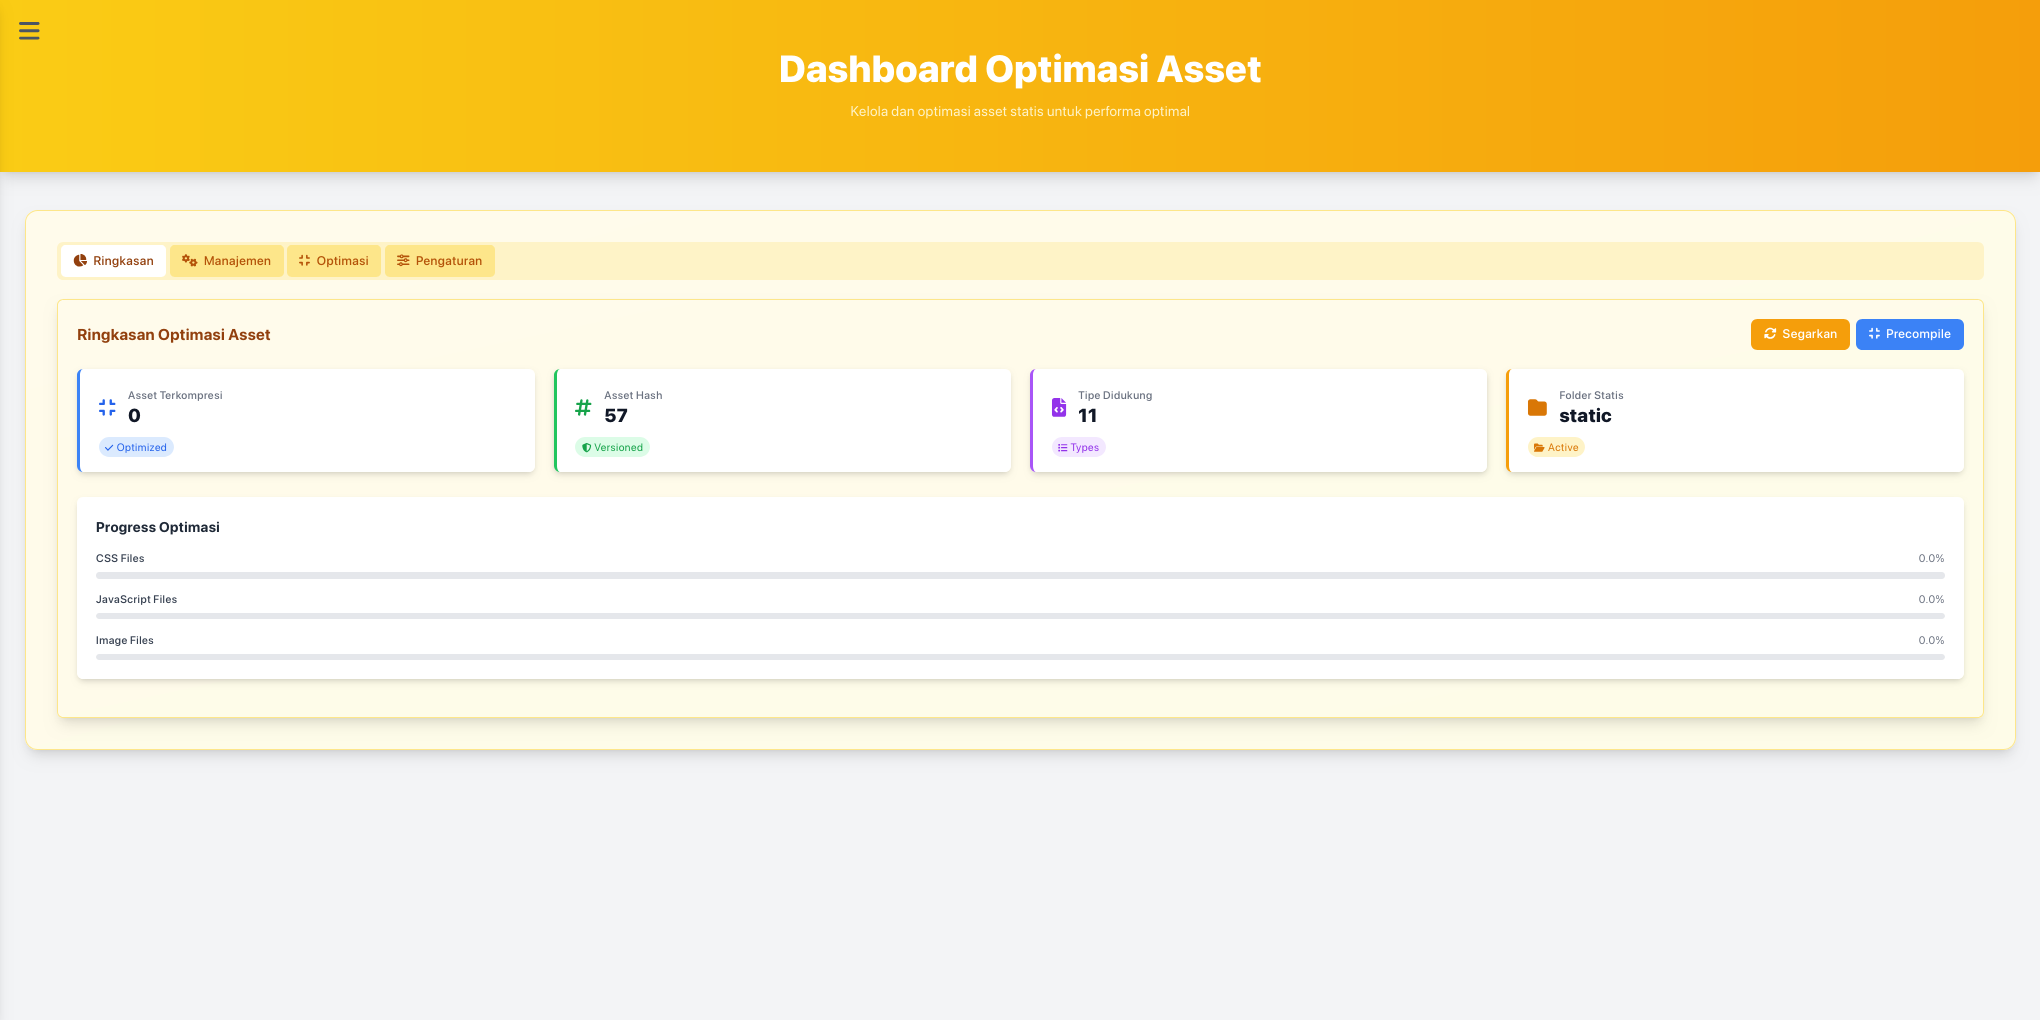 Dashboard Optimasi Asset
Kelola dan optimasi asset statis untuk performa optimal
Ringkasan
Manajemen
Optimasi
Pengaturan
Ringkasan Optimasi Asset
Segarkan
Precompile
Asset Terkompresi
0
Optimized
Asset Hash
57
Versioned
Tipe Didukung
11
Types
Folder Statis
static
Active
Progress Optimasi
CSS Files
0.0%
JavaScript Files
0.0%
Image Files
0.0%